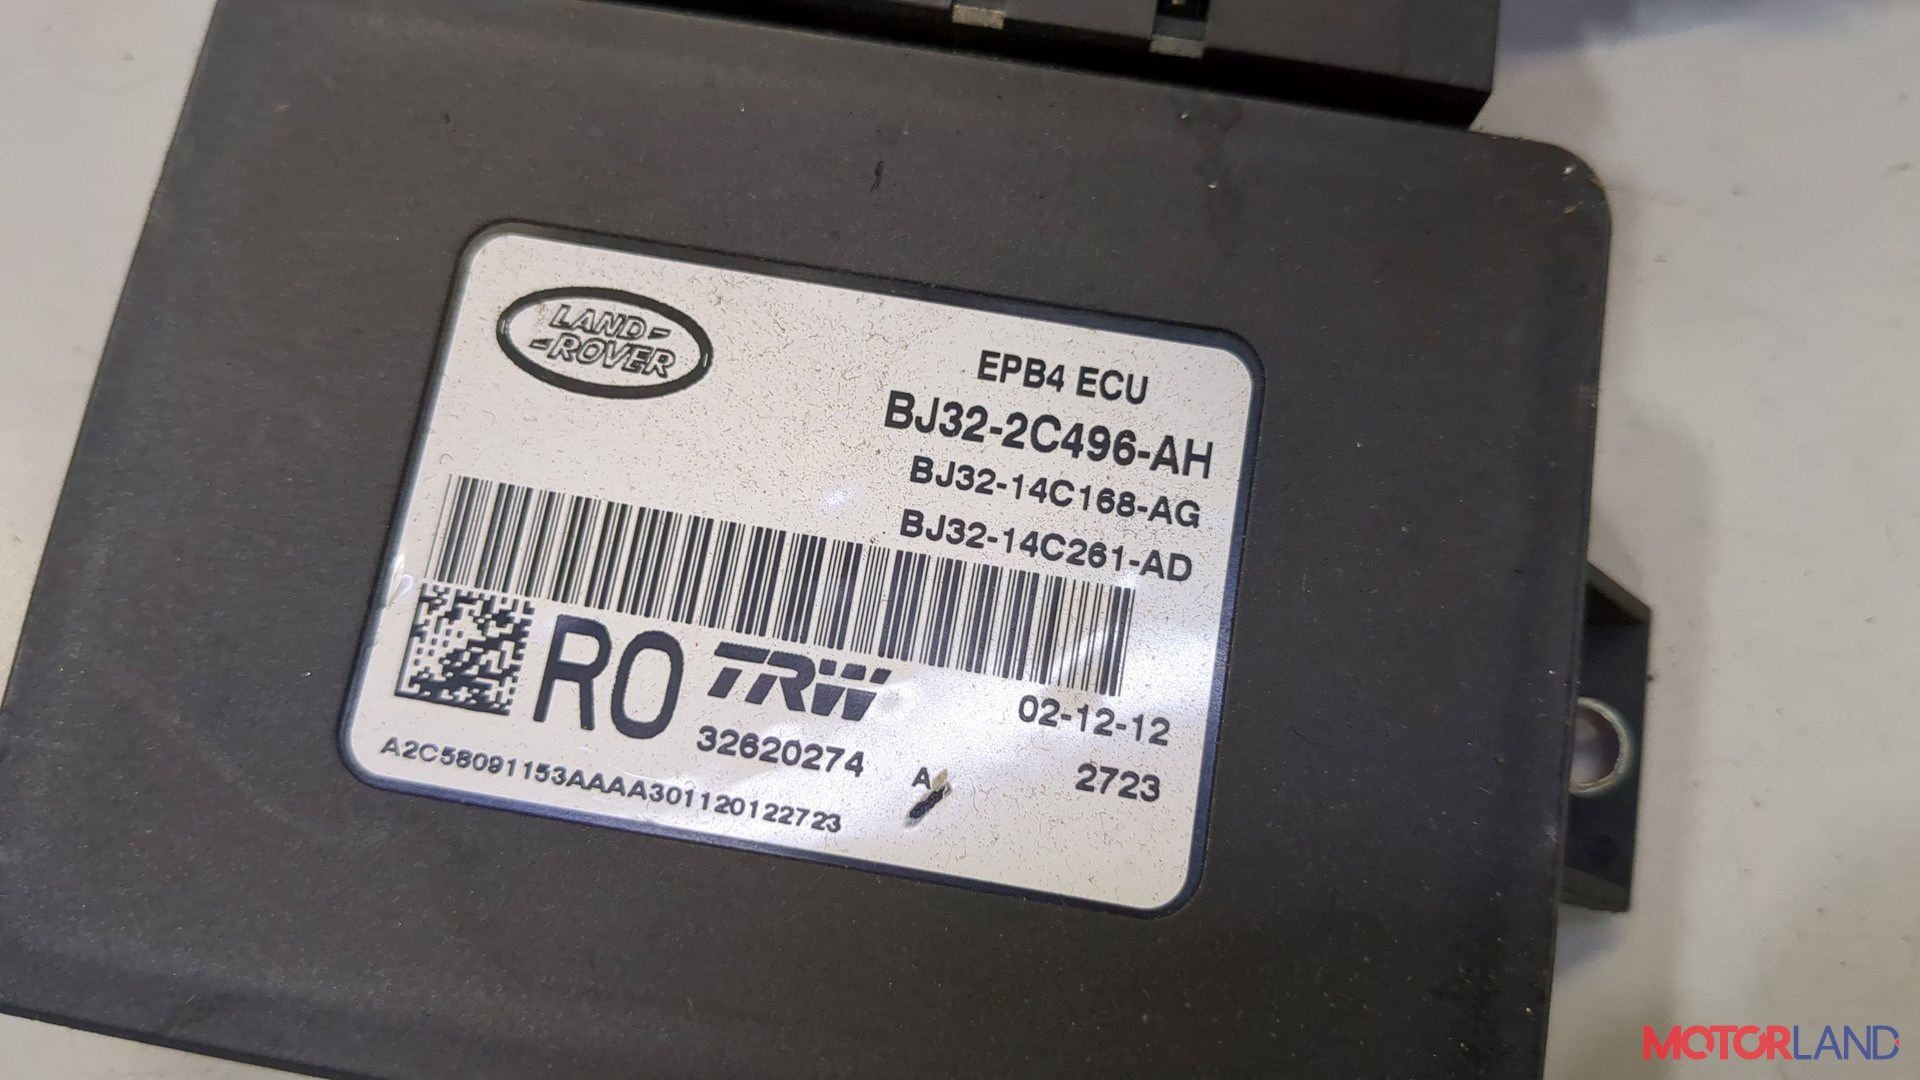 LAND
ROVER
EPB4 ECU
BJ32-2C496-AH
BJ32-14C168-AG
BJ32-14C261-AD
RO TRW
02-12-12
32620274 A 2723
A2C58091153AAAA301120122723
MOTORLAND